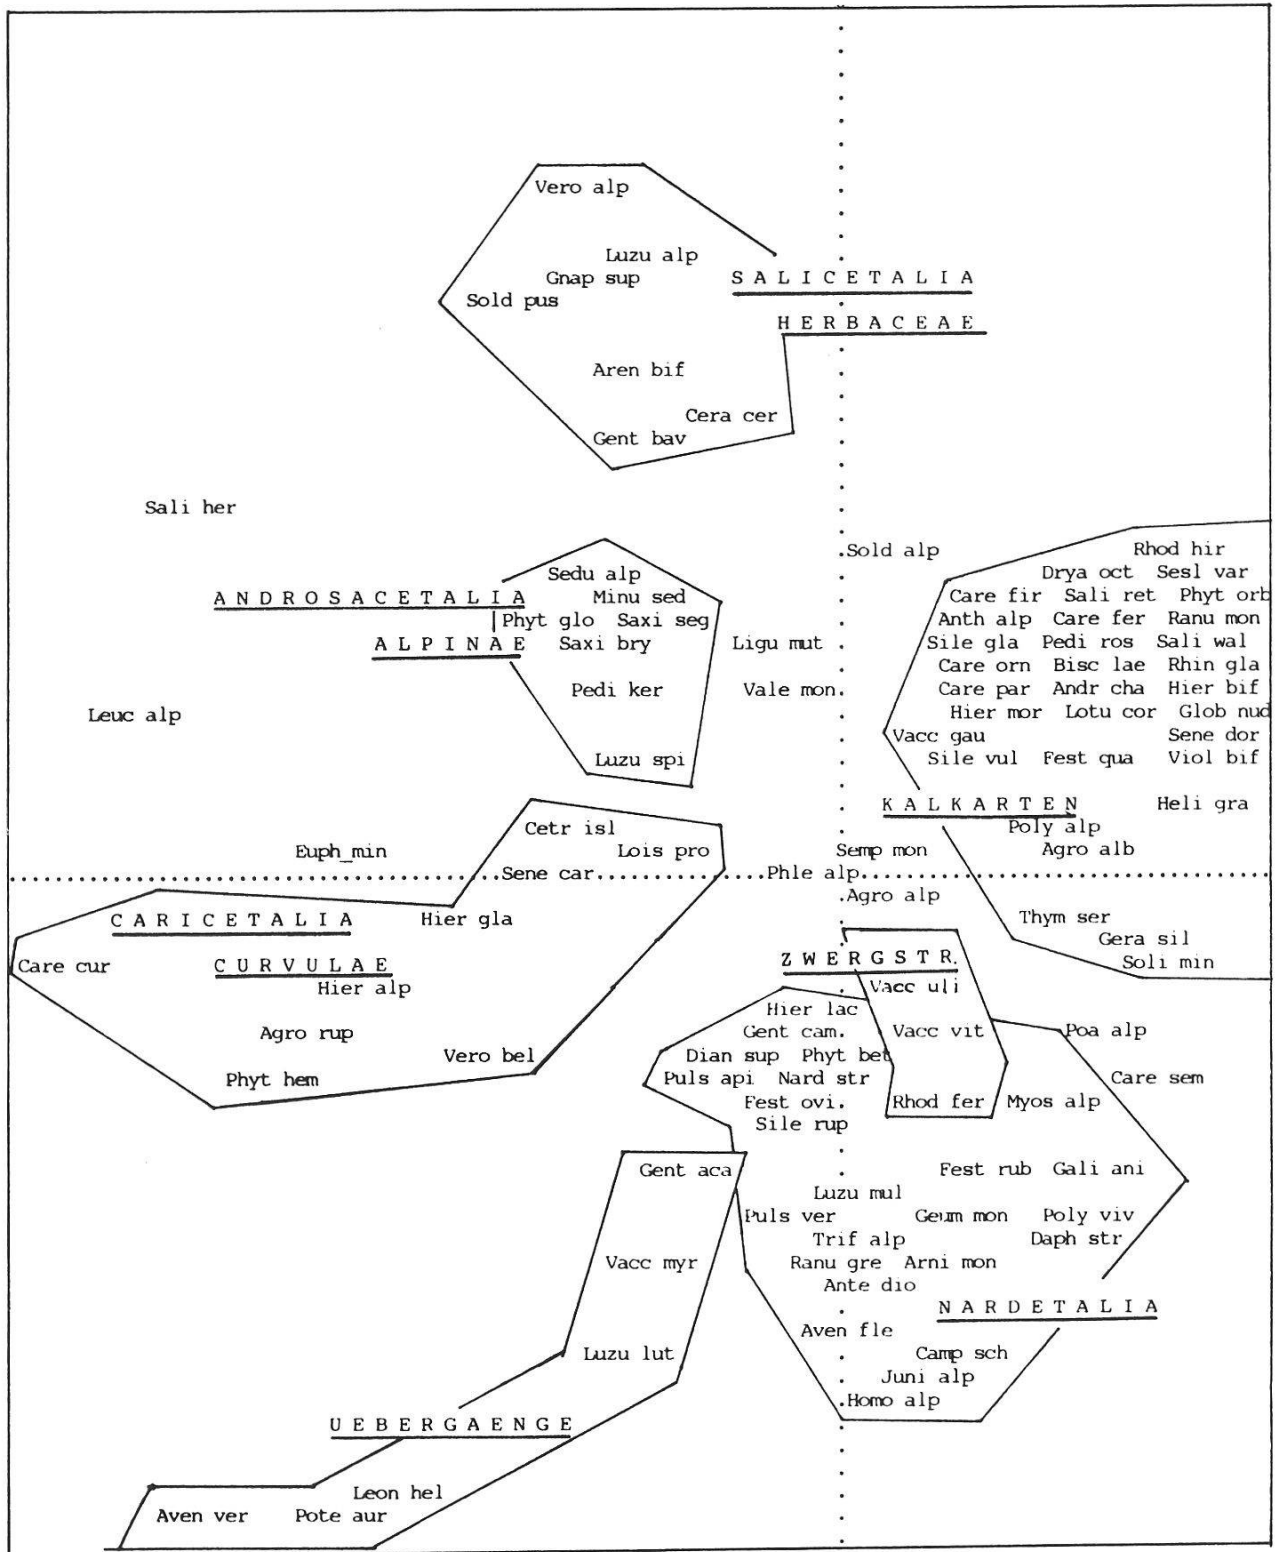 Vero alp
Luzu alp
Gnap sup
S A L I C E T A L I A
Sold pus
H E R B A C E A E
Aren bif
Cera cer
Gent bav
Sali her
Sold alp
Rhod hir
Sedu alp
Drya oct Sesl var
A N D R O S A C E T A L I A
Minu sed
Care fir Sali ret Phyt orb
Phyt glo Saxi seg
Anth alp Care fer Ranu mon
A L P I N A E
Saxi bry
Ligu mut
Sile gla Pedi ros Sali wal
Care orn Bisc lae Rhin gla
Pedi ker
Vale mon
Care par Andr cha Hier bif
Leuc alp
Hier mor Lotu cor Glob nud
Vacc gau Sene dor
Luzu spi
Sile vul Fest qua Viol bif
K A L K A R T E N
Heli gra
Cetr isl
Poly alp
Euph_min
Lois pro
Semp mon
Agro alb
Sene car
Phle alp
Agro alp
C A R I C E T A L I A
Hier gla
Thym ser
Gera sil
Care cur
C U R V U L A E
Z W E R G S T R.
Soli min
Hier alp
Vacc uli
Hier lac
Agro rup
Gent cam
Vacc vit
Poa alp
Vero bel
Dian sup Phyt bet
Phyt hem
Puls api Nard str
Care sem
Fest ovi
Rhod fer
Myos alp
Sile rup
Gent aca
Fest rub Gali ani
Luzu mul
Puls ver
Geum mon
Poly viv
Trif alp
Daph str
Vacc myr
Ranu gre Arni mon
Ante dio
N A R D E T A L I A
Aven fle
Luzu lut
Camp sch
Juni alp
Homo alp
U E B E R G A E N G E
Leon hel
Aven ver Pote aur